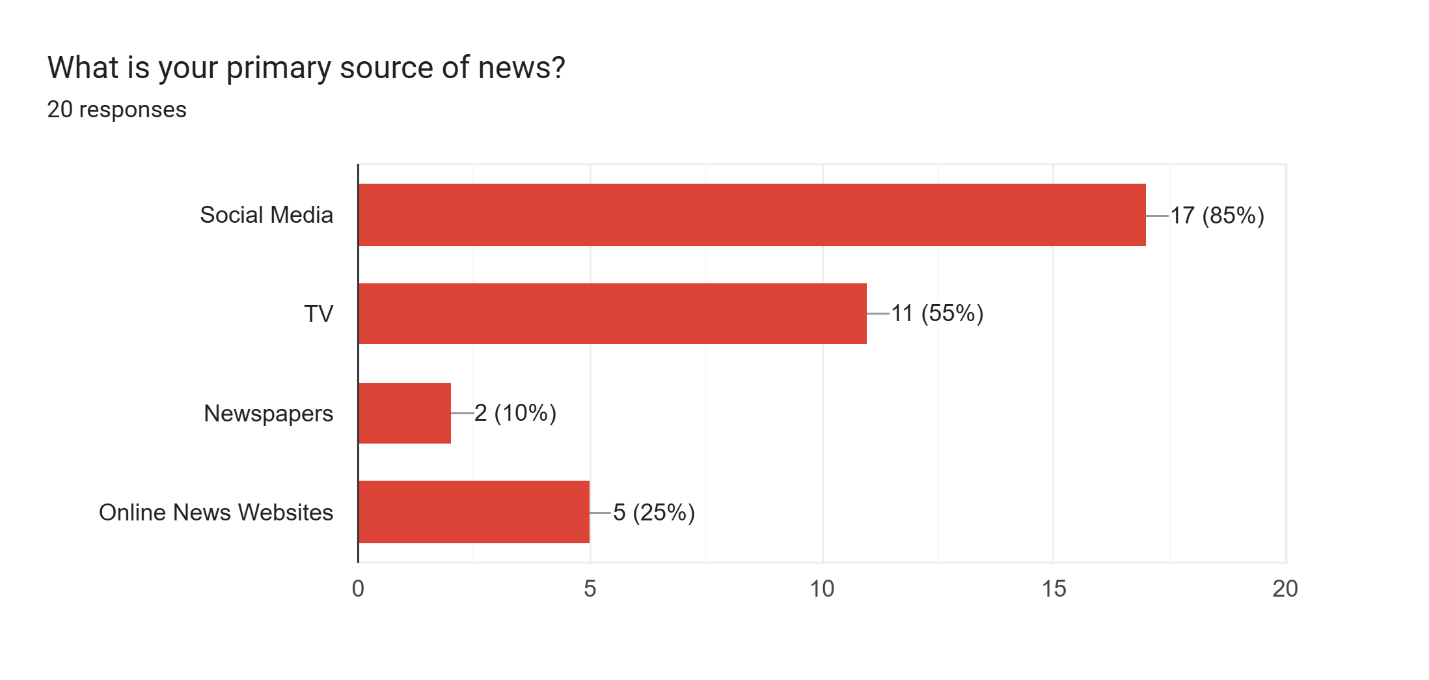 What is your primary source of news?
20 responses
Social Media 17 (85%)
TV 11 (55%)
Newspapers 2 (10%)
Online News Websites 5 (25%)
0 5 10 15 20